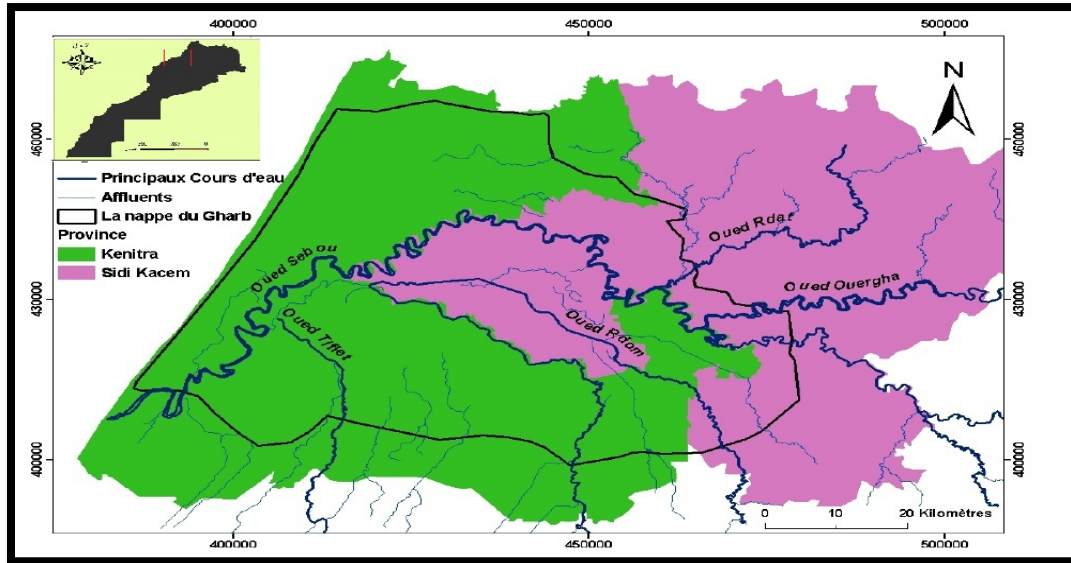 400000 450000 500000
N
460000
460000
Principaux Cours d'eau
Affluents
La nappe du Gharb
Province
Kenitra
Sidi Kacem
Oued Rdat
Oued Sebou
Oued Ouergha
430000
430000
Oued Tiflet
Oued Rdom
400000
400000
0 10 20 Kilomètres
400000 450000 500000